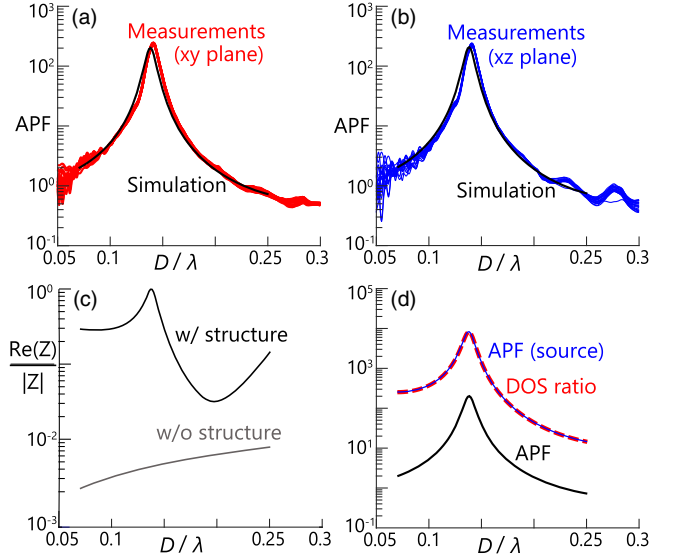 (a)
Measurements
(xy plane)
APF
Simulation
10³
10²
10¹
10⁰
10⁻¹
0.05
0.1
D / λ
0.25
0.3
(b)
Measurements
(xz plane)
APF
Simulation
10³
10²
10¹
10⁰
10⁻¹
0.05
0.1
D / λ
0.25
0.3
(c)
Re(Z)
|Z|
w/ structure
w/o structure
10⁰
10⁻²
10⁻³
0.05
0.1
D / λ
0.25
0.3
(d)
APF (source)
DOS ratio
APF
10⁵
10³
10¹
10⁻¹
0.05
0.1
D / λ
0.25
0.3